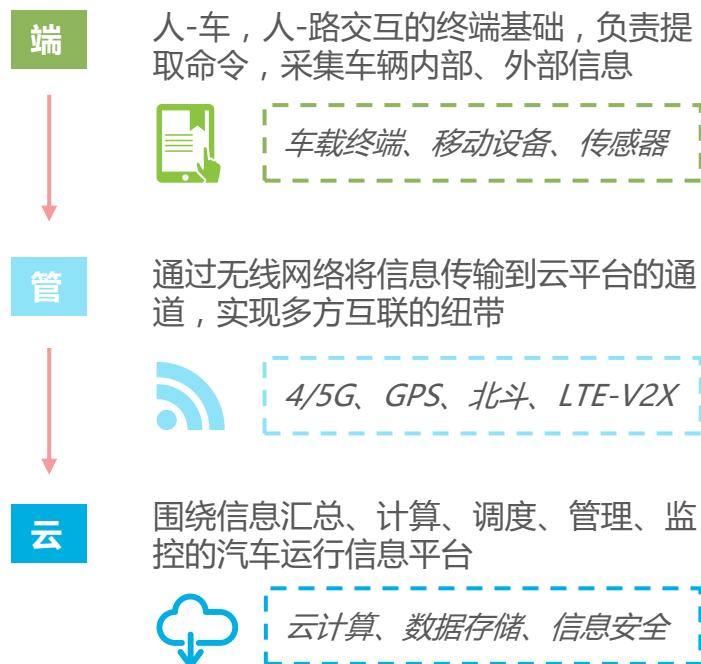 端
人-车，人-路交互的终端基础，负责提
取命令，采集车辆内部、外部信息
车载终端、移动设备、传感器
管
通过无线网络将信息传输到云平台的通
道，实现多方互联的纽带
4/5G、GPS、北斗、LTE-V2X
云
围绕信息汇总、计算、调度、管理、监
控的汽车运行信息平台
云计算、数据存储、信息安全